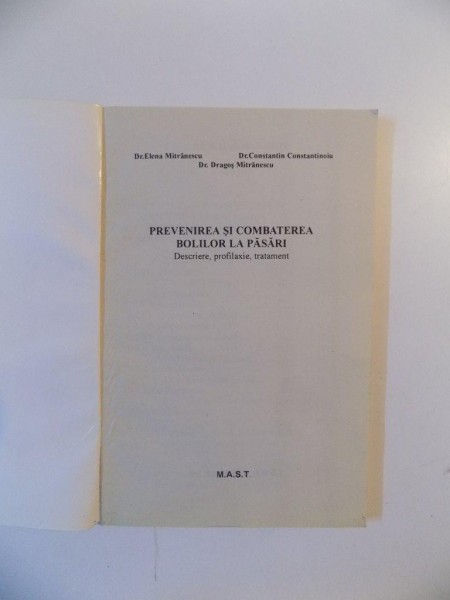 Dr.Elena Mitrănescu Dr.Constantin Constantinoiu
Dr. Dragoş Mitrănescu
PREVENIREA ŞI COMBATEREA
BOLILOR LA PĂSĂRI
Descriere, profilaxie, tratament
M.A.S.T